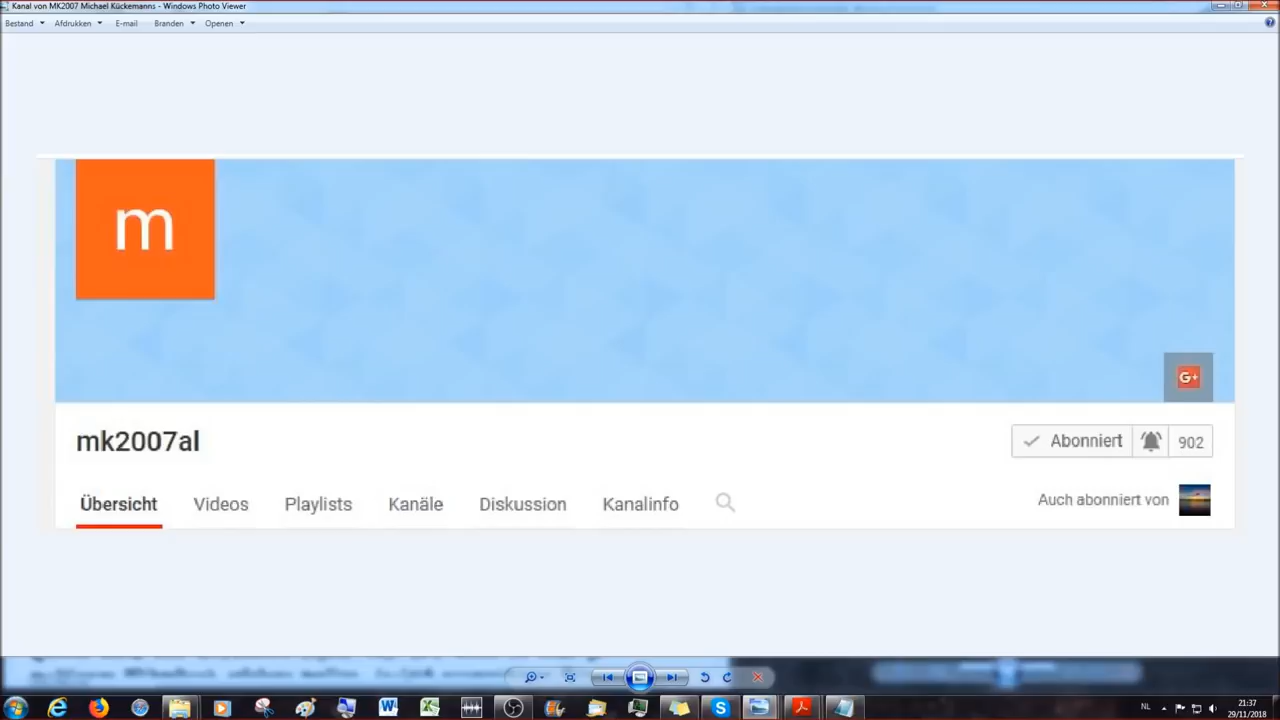 Kanal von MK2007 Michael Kückemanns - Windows Photo Viewer
Bestand Afdrukken E-mail Branden Openen
m
G+
mk2007al
Abonniert 902
Übersicht Videos Playlists Kanäle Diskussion Kanalinfo
Auch abonniert von
NL
21:37
29/11/2018